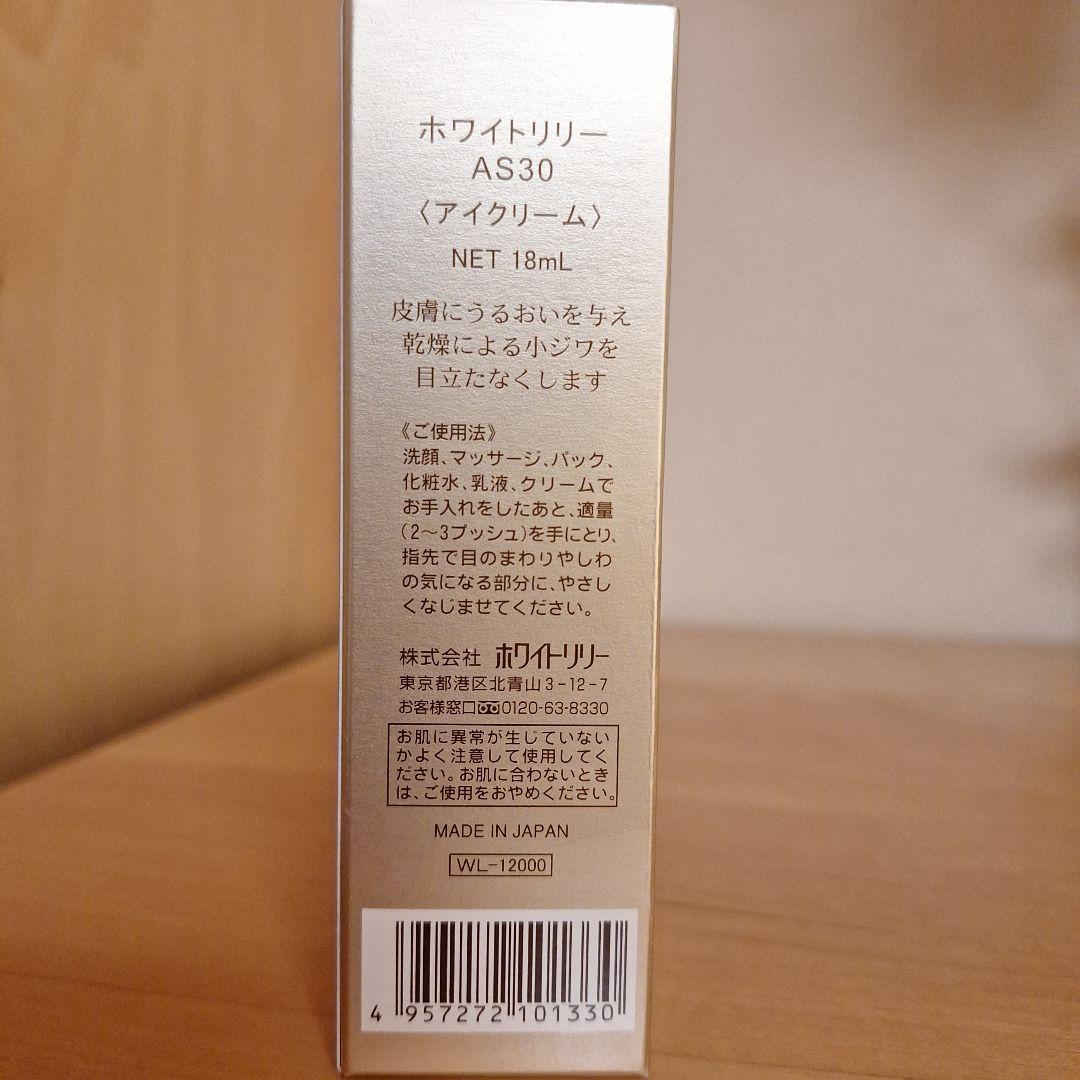 ホワイトリリー
AS30
〈アイクリーム〉
NET 18mL
皮膚にうるおいを与え
乾燥による小ジワを
目立たなくします
《ご使用法》
洗顔、マッサージ、パック、
化粧水、乳液、クリームで
お手入れをしたあと、適量
(2〜3プッシュ)を手にとり、
指先で目のまわりやしわ
の気になる部分に、やさし
くなじませてください。
株式会社 ホワイトリリー
東京都港区北青山3-12-7
お客様窓口 0120-63-8330
お肌に異常が生じていない
かよく注意して使用してく
ださい。お肌に合わないとき
は、ご使用をおやめください。
MADE IN JAPAN
WL-12000
4 957272 101330